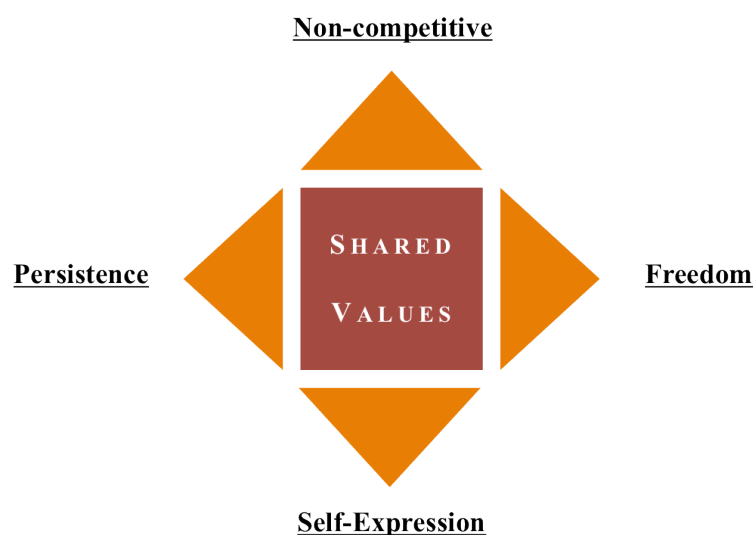 Non-competitive
SHARED
Persistence
Freedom
VALUES
Self-Expression